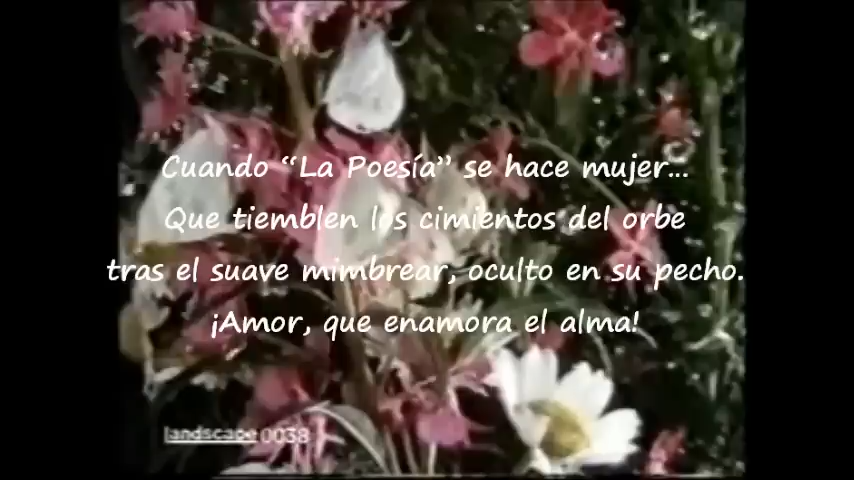 Cuando “La Poesía” se hace mujer...
Que tiemblen los cimientos del orbe
tras el suave mimbrear, oculto en su pecho.
¡Amor, que enamora el alma!
landscape 0038